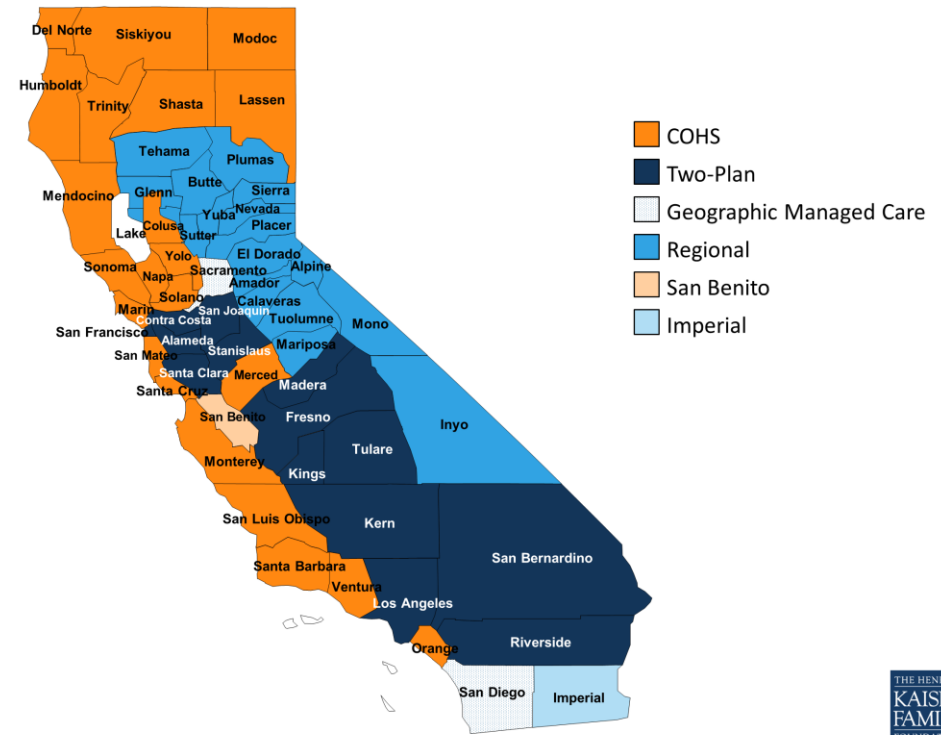 Del Norte
Siskiyou
Modoc
Humboldt
Trinity
Shasta
Lassen
Tehama
Plumas
Butte
Glenn
Sierra
Mendocino
Nevada
Yuba
Placer
Colusa
Lake
Sutter
El Dorado
Yolo
Alpine
Sonoma
Sacramento
Napa
Amador
Solano
Calaveras
Marin
San Joaquin
Contra Costa
Tuolumne
Mono
San Francisco
Alameda
Stanislaus
Mariposa
San Mateo
Santa Clara
Merced
Madera
Santa Cruz
San Benito
Fresno
Inyo
Tulare
Monterey
Kings
San Luis Obispo
Kern
San Bernardino
Santa Barbara
Ventura
Los Angeles
Orange
Riverside
San Diego
Imperial
COHS
Two-Plan
Geographic Managed Care
Regional
San Benito
Imperial
THE HEN
KAIS
FAMI